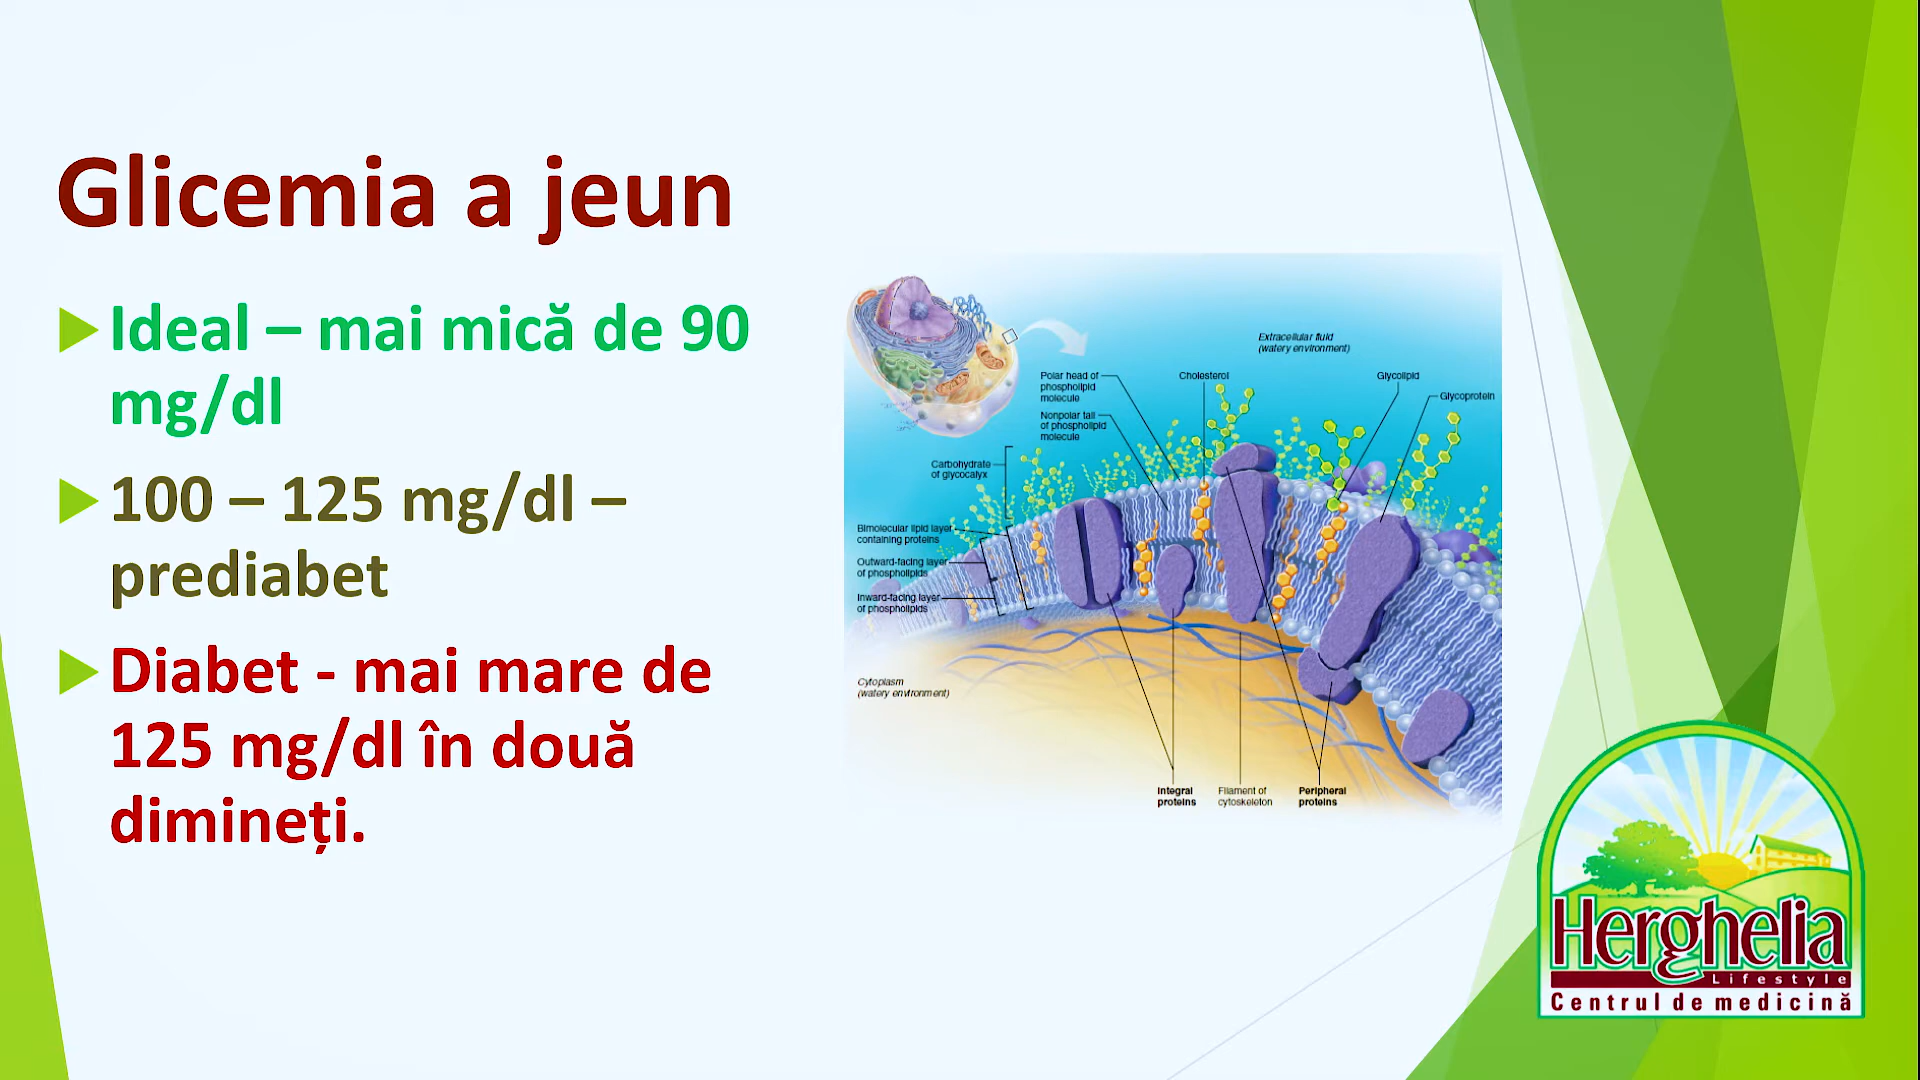 Glicemia a jeun
Ideal – mai mică de 90
mg/dl
100 – 125 mg/dl –
prediabet
Diabet - mai mare de
125 mg/dl în două
dimineți.
Extracellular fluid
(watery environment)
Polar head of
phospholipid
molecule
Cholesterol
Glycolipid
Glycoprotein
Nonpolar tail
of phospholipid
molecule
Carbohydrate
of glycocalyx
Bimolecular lipid layer
containing proteins
Outward-facing layer
of phospholipids
Inward-facing layer
of phospholipids
Cytoplasm
(watery environment)
Integral
proteins
Filament of
cytoskeleton
Peripheral
proteins
Herghelia
Lifestyle
Centrul de medicină